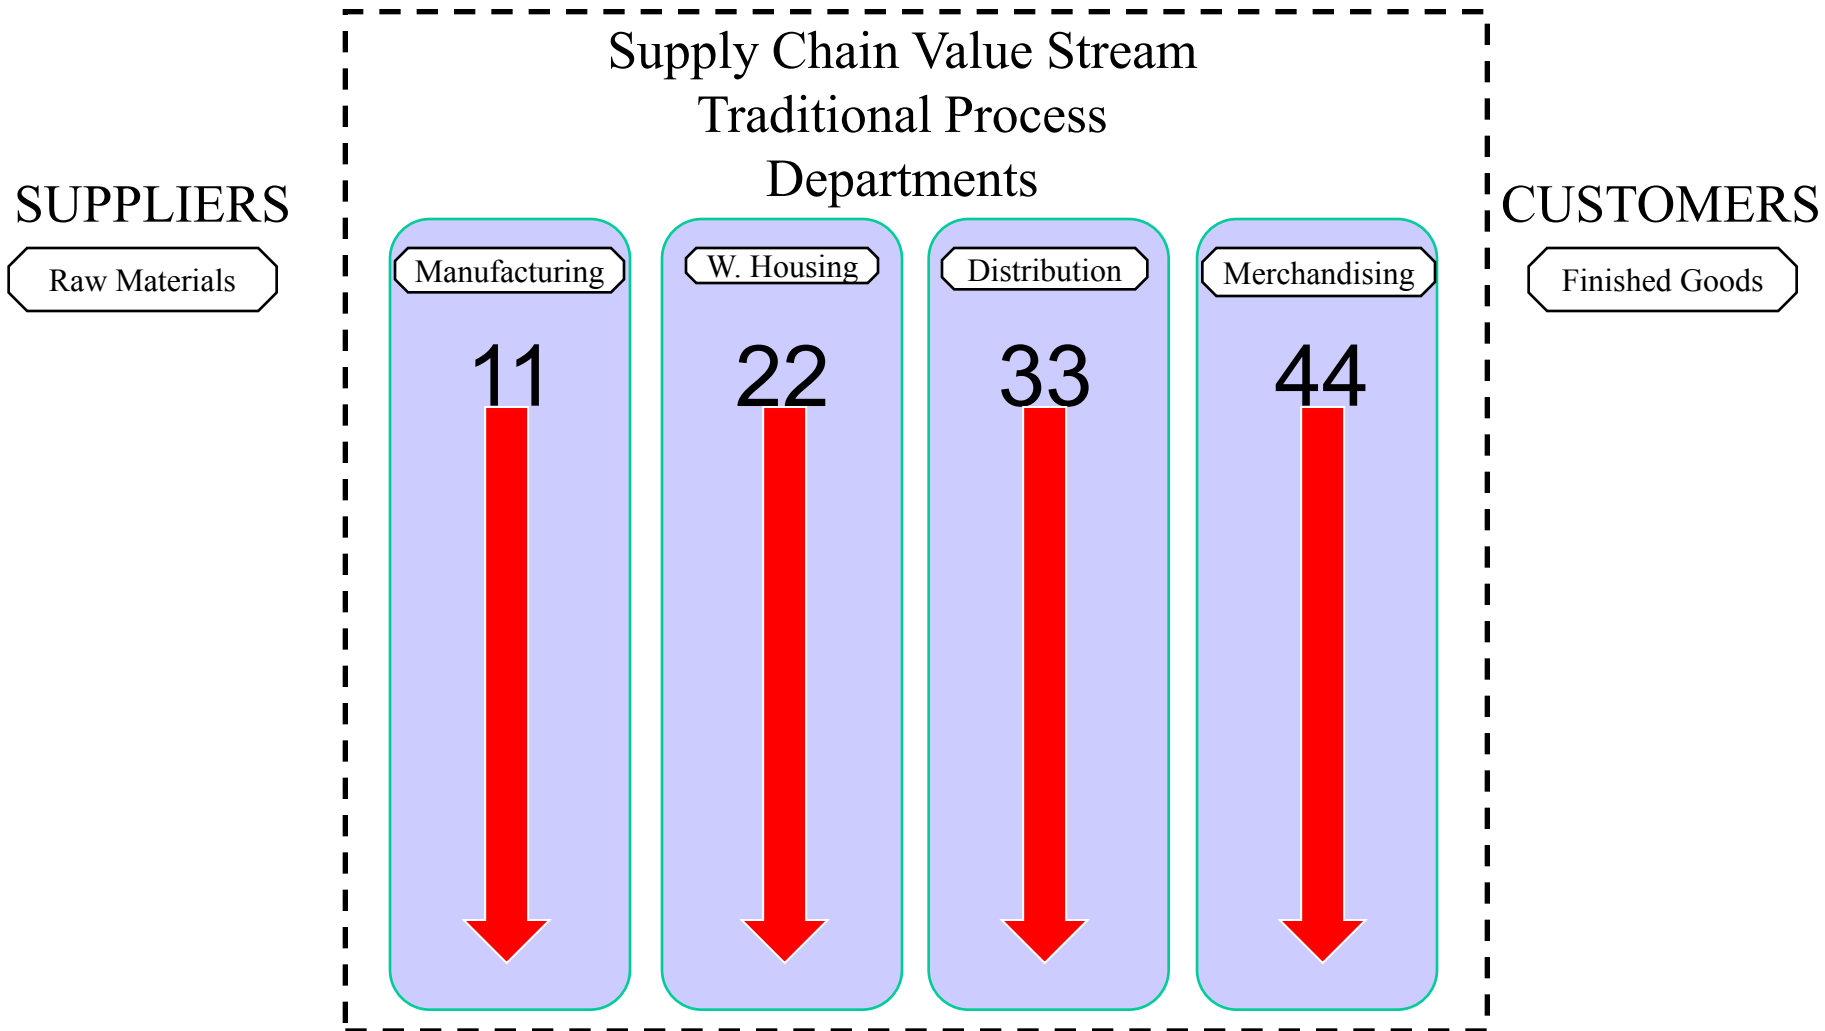 Supply Chain Value Stream
Traditional Process
Departments
SUPPLIERS
CUSTOMERS
Raw Materials
Manufacturing
W. Housing
Distribution
Merchandising
Finished Goods
11
22
33
44